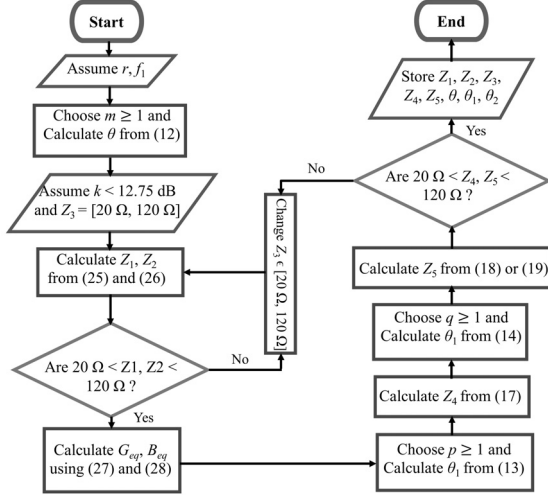 Start
Assume r, f₁
Choose m ≥ 1 and
Calculate θ from (12)
Assume k < 12.75 dB
and Z₃ = [20 Ω, 120 Ω]
Calculate Z₁, Z₂
from (25) and (26)
Are 20 Ω < Z1, Z2 <
120 Ω ?
No
Yes
Change Z₃ ϵ [20 Ω, 120 Ω]
Calculate Gₑq, Bₑq
using (27) and (28)
Choose p ≥ 1 and
Calculate θ₁ from (13)
Calculate Z₄ from (17)
Choose q ≥ 1 and
Calculate θ₁ from (14)
Calculate Z₅ from (18) or (19)
Are 20 Ω < Z₄, Z₅ <
120 Ω ?
No
Yes
Store Z₁, Z₂, Z₃,
Z₄, Z₅, θ, θ₁, θ₂
End